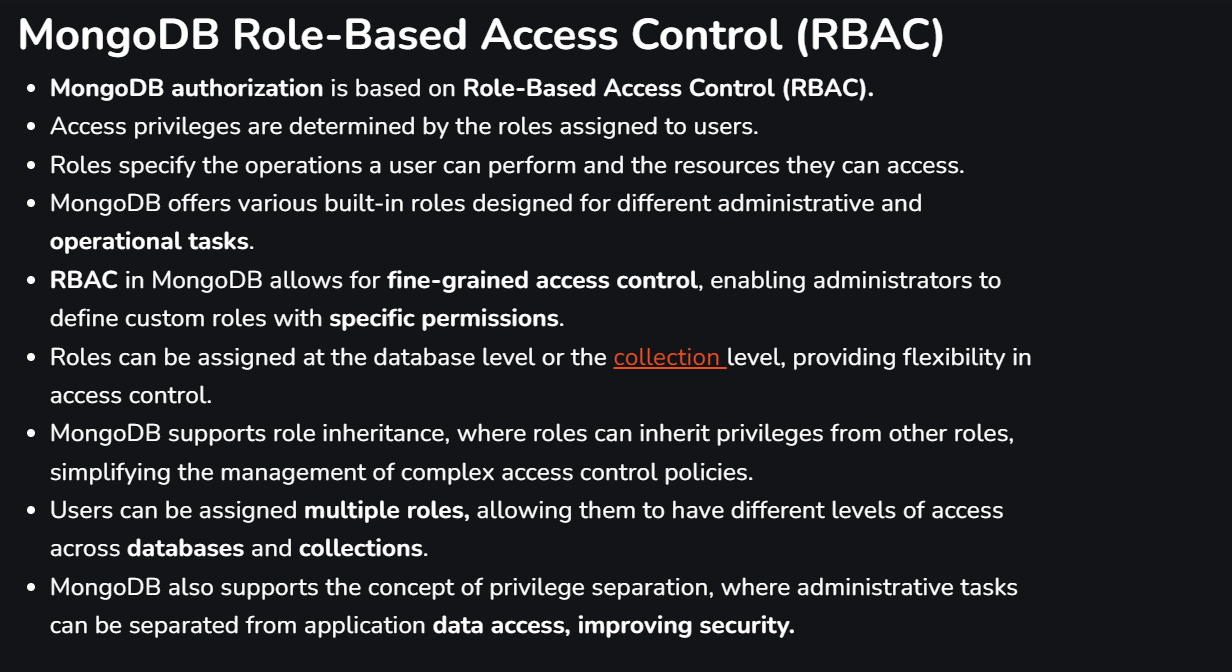 MongoDB Role-Based Access Control (RBAC)
• MongoDB authorization is based on Role-Based Access Control (RBAC).
• Access privileges are determined by the roles assigned to users.
• Roles specify the operations a user can perform and the resources they can access.
• MongoDB offers various built-in roles designed for different administrative and
operational tasks.
• RBAC in MongoDB allows for fine-grained access control, enabling administrators to
define custom roles with specific permissions.
• Roles can be assigned at the database level or the collection level, providing flexibility in
access control.
• MongoDB supports role inheritance, where roles can inherit privileges from other roles,
simplifying the management of complex access control policies.
• Users can be assigned multiple roles, allowing them to have different levels of access
across databases and collections.
• MongoDB also supports the concept of privilege separation, where administrative tasks
can be separated from application data access, improving security.